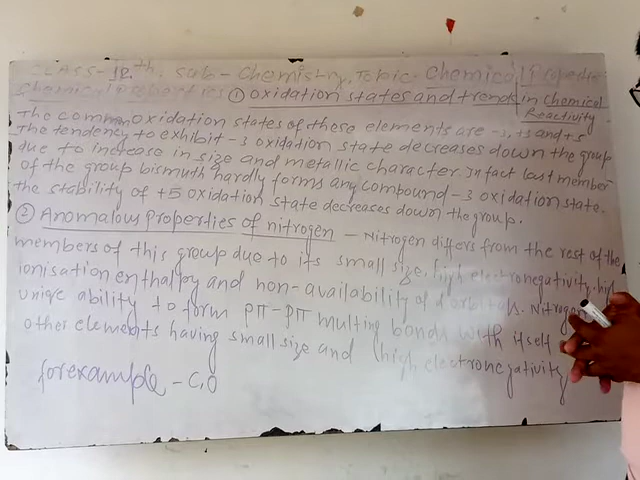 CLASS-12th, Sub- Chemistry, Topic- Chemical Properties
Chemical properties ① Oxidation states and trends in Chemical
Reactivity -
The common oxidation states of these elements are -3, +3 and +5
The tendency to exhibit -3 oxidation state decreases down the group
due to increase in size and metallic character. In fact last member
of the group bismuth hardly forms any compound -3 oxidation state.
the stability of +5 oxidation state decreases down the group.
② Anomalous properties of nitrogen - Nitrogen differs from the rest of the
members of this group due to its small size, high electronegativity, high
ionisation enthalpy and non-availability of d orbitals. Nitrogen
unique ability to form pπ-pπ multing bonds with itself
other elements having small size and high electronegativity
for example - C, O